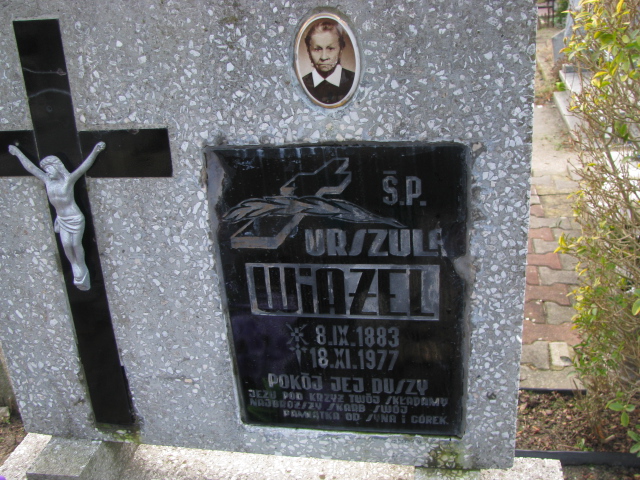 Ś.P.
URSZULA
WIĄZEL
* 8.IX.1883
† 18.XI.1977
POKÓJ JEJ DUSZY
JEZU POD KRZYŻ TWÓJ SKŁADAMY
NAJDROŻSZY SKARB SWÓJ
PAMIĄTKA OD SYNA I CÓREK.